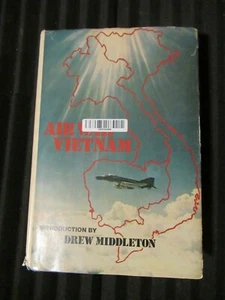 AIR WAR
VIETNAM
INTRODUCTION BY
DREW MIDDLETON